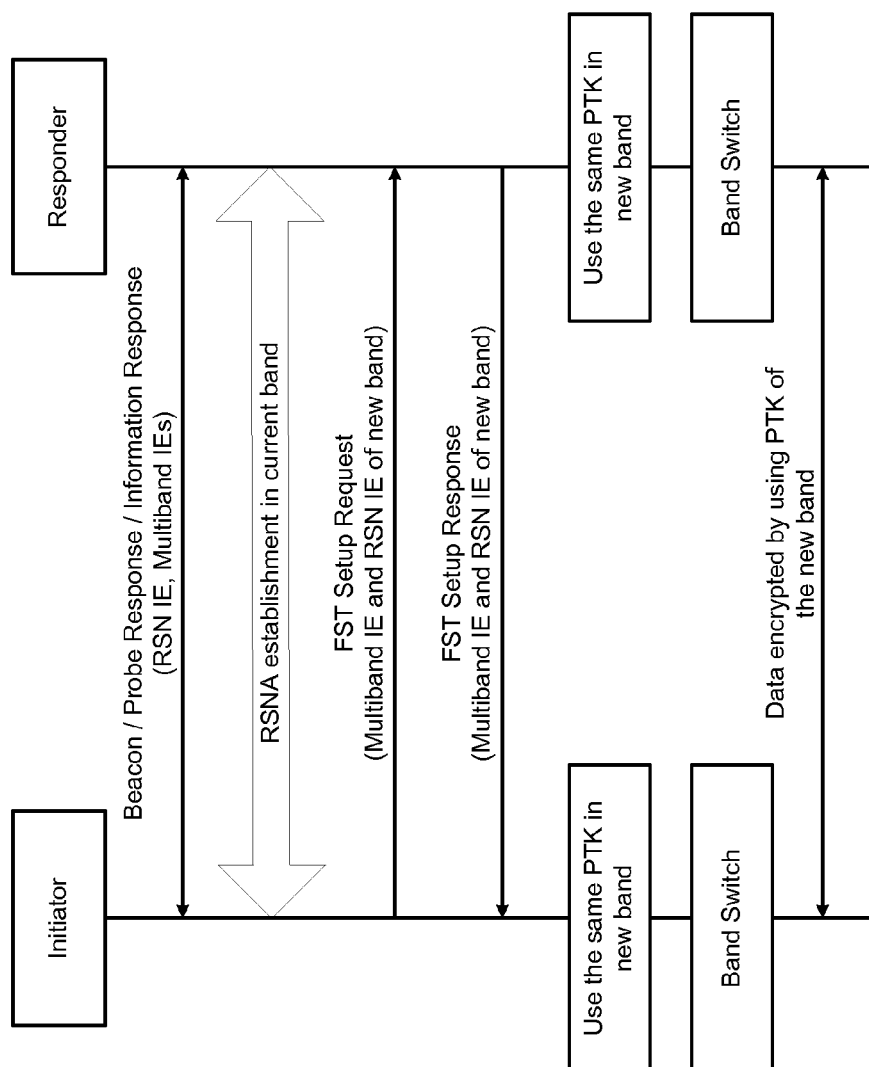 Initiator
Responder
Beacon / Probe Response / Information Response
(RSN IE, Multiband IEs)
RSNA establishment in current band
FST Setup Request
(Multiband IE and RSN IE of new band)
FST Setup Response
(Multiband IE and RSN IE of new band)
Use the same PTK in
new band
Use the same PTK in
new band
Band Switch
Band Switch
Data encrypted by using PTK of
the new band